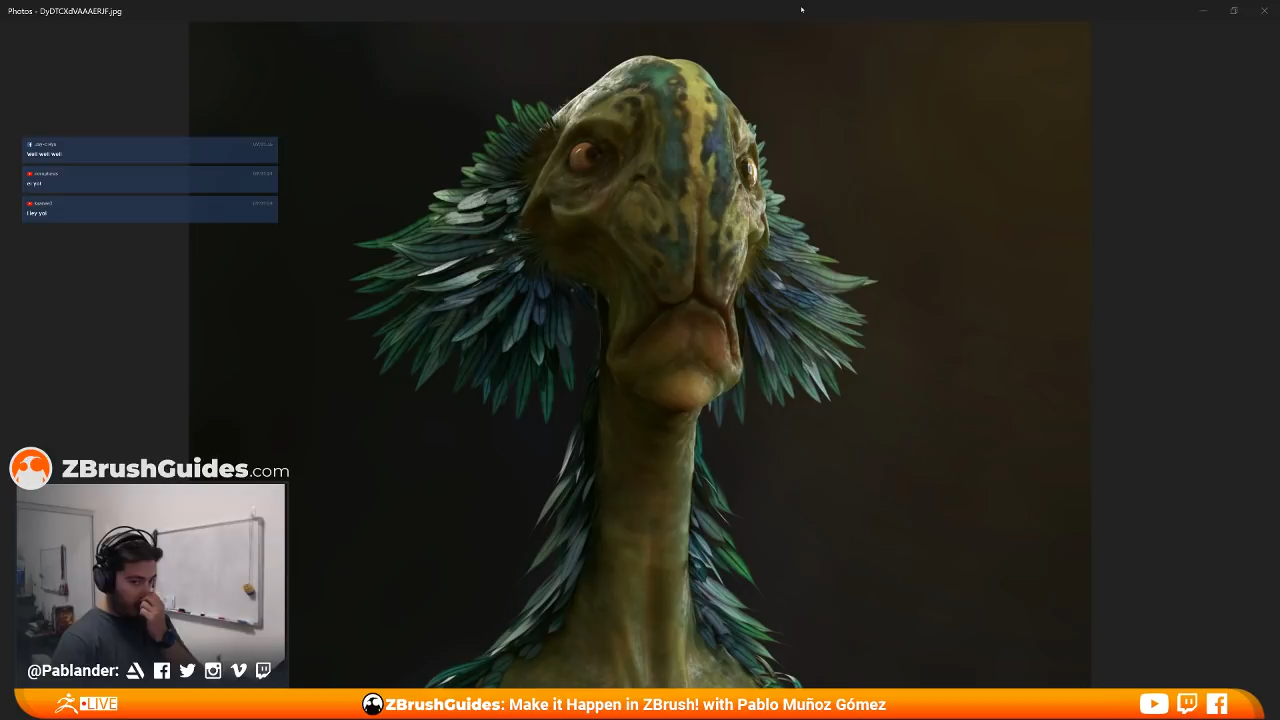 Photos - DyDTCXdVAAAERJF.jpg
Well well well
ei yo!
Hey yo!
ZBrushGuides.com
@Pablander:
LIVE
ZBrushGuides: Make it Happen in ZBrush! with Pablo Muñoz Gómez